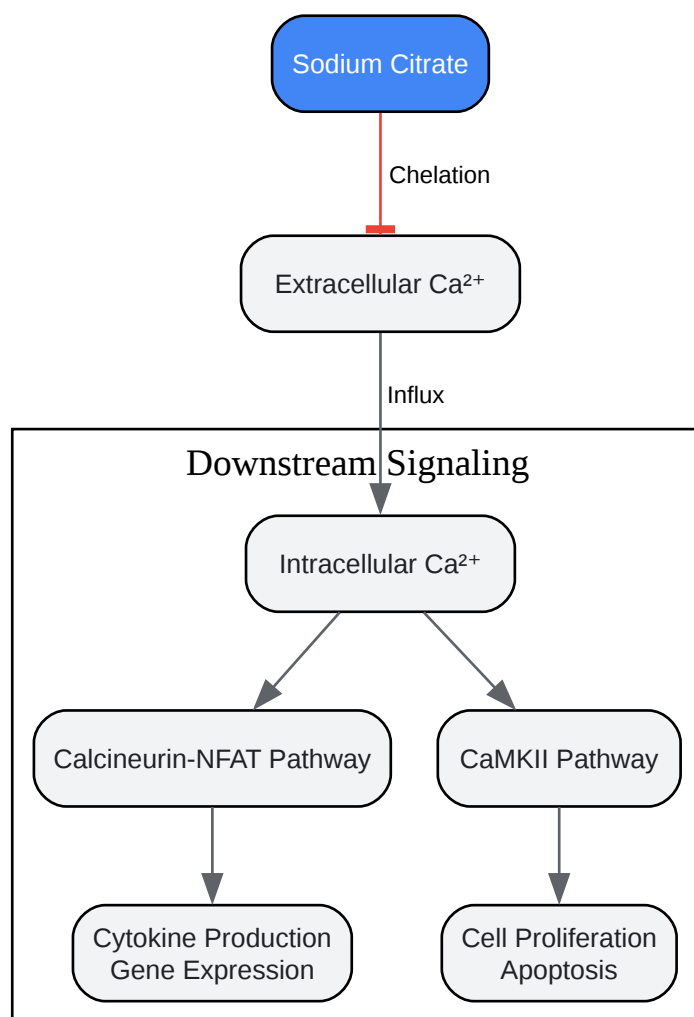 Sodium Citrate
Chelation
Extracellular Ca²⁺
Influx
Downstream Signaling
Intracellular Ca²⁺
Calcineurin-NFAT Pathway
CaMKII Pathway
Cytokine Production
Gene Expression
Cell Proliferation
Apoptosis